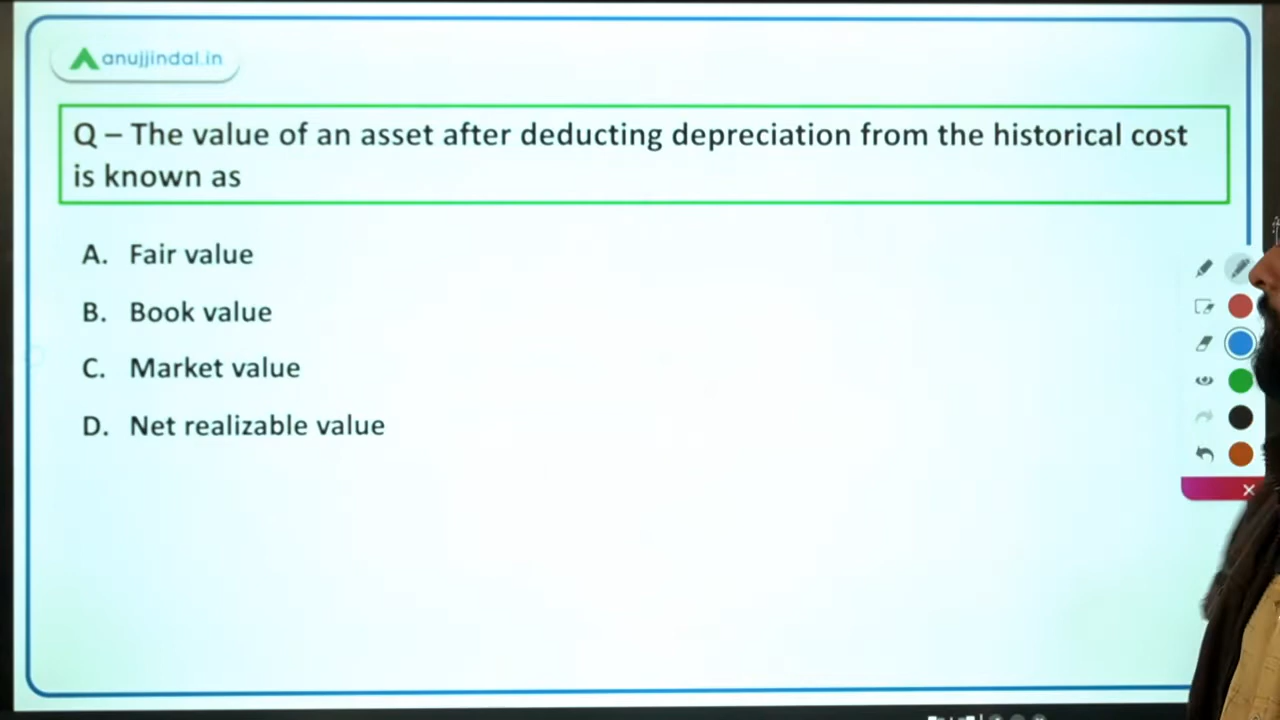 anujjindal.in
Q – The value of an asset after deducting depreciation from the historical cost
is known as
A. Fair value
B. Book value
C. Market value
D. Net realizable value